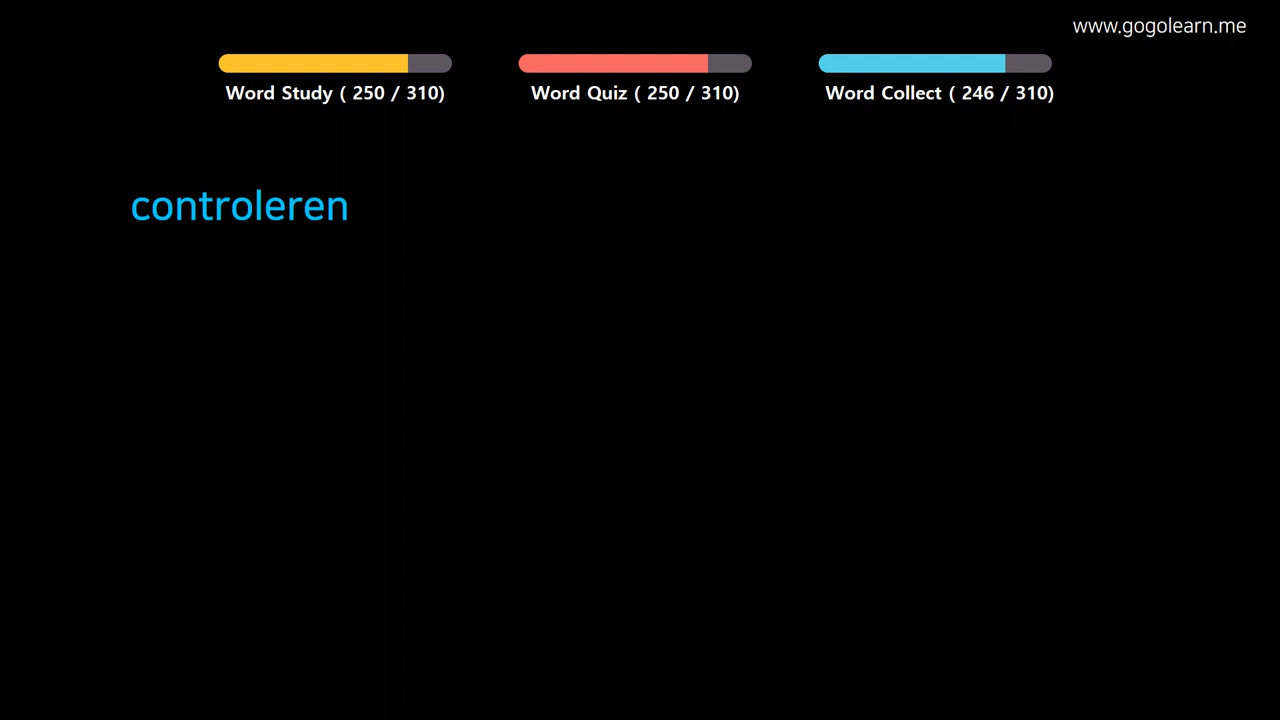 www.gogolearn.me
Word Study ( 250 / 310)
Word Quiz ( 250 / 310)
Word Collect ( 246 / 310)
controleren